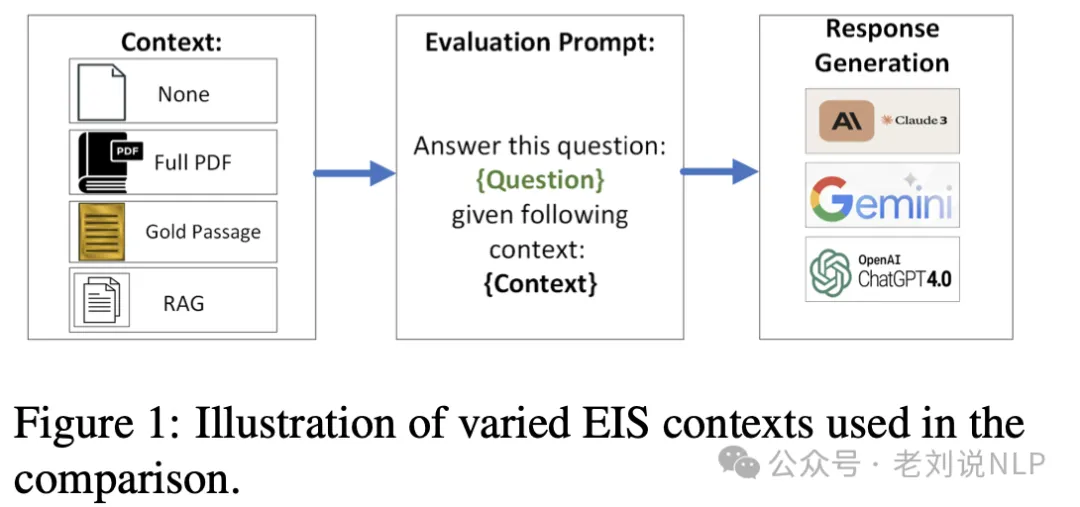 Context:
None
PDF
Full PDF
Gold Passage
RAG
Evaluation Prompt:
Answer this question:
{Question}
given following
context:
{Context}
Response
Generation
AI Claude 3
Gemini
OpenAI
ChatGPT 4.0
Figure 1: Illustration of varied EIS contexts used in the
comparison.
公众号 · 老刘说NLP